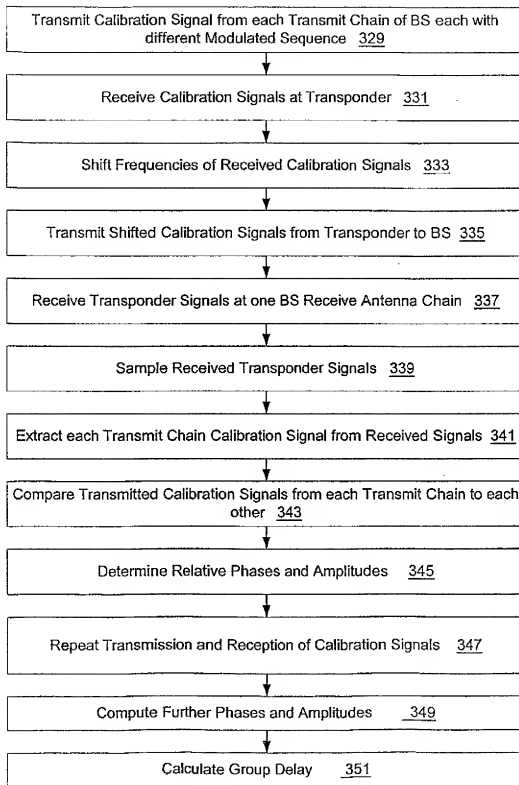 Transmit Calibration Signal from each Transmit Chain of BS each with
different Modulated Sequence 329
Receive Calibration Signals at Transponder 331
Shift Frequencies of Received Calibration Signals 333
Transmit Shifted Calibration Signals from Transponder to BS 335
Receive Transponder Signals at one BS Receive Antenna Chain 337
Sample Received Transponder Signals 339
Extract each Transmit Chain Calibration Signal from Received Signals 341
Compare Transmitted Calibration Signals from each Transmit Chain to each
other 343
Determine Relative Phases and Amplitudes 345
Repeat Transmission and Reception of Calibration Signals 347
Compute Further Phases and Amplitudes 349
Calculate Group Delay 351